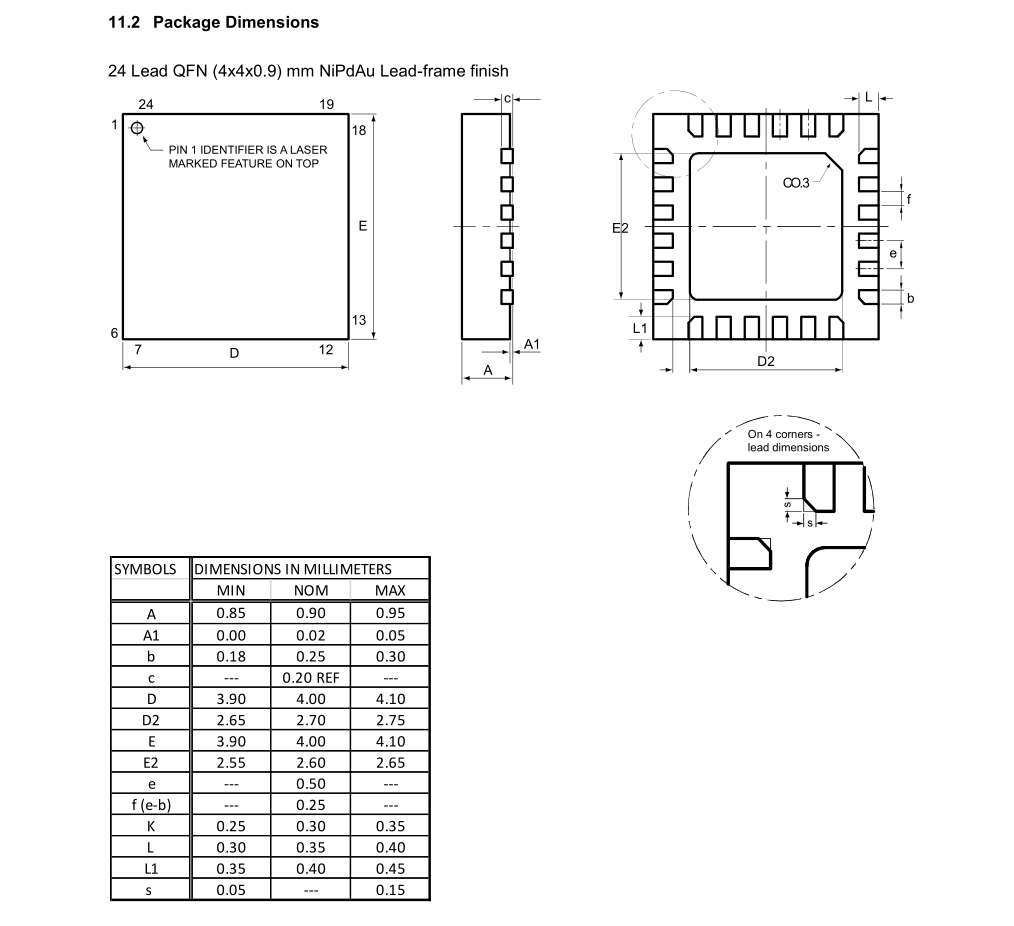 11.2 Package Dimensions
24 Lead QFN (4x4x0.9) mm NiPdAu Lead-frame finish
24
19
1
18
PIN 1 IDENTIFIER IS A LASER
MARKED FEATURE ON TOP
E
13
6
7
12
D
c
A1
A
L
CO.3
f
E2
e
b
L1
D2
On 4 corners -
lead dimensions
s
s
SYMBOLS DIMENSIONS IN MILLIMETERS
MIN NOM MAX
A 0.85 0.90 0.95
A1 0.00 0.02 0.05
b 0.18 0.25 0.30
c --- 0.20 REF ---
D 3.90 4.00 4.10
D2 2.65 2.70 2.75
E 3.90 4.00 4.10
E2 2.55 2.60 2.65
e --- 0.50 ---
f (e-b) --- 0.25 ---
K 0.25 0.30 0.35
L 0.30 0.35 0.40
L1 0.35 0.40 0.45
s 0.05 --- 0.15